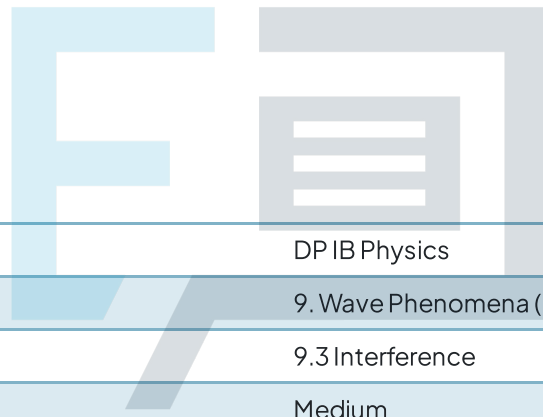 DP IB Physics
9. Wave Phenomena (
9.3 Interference
Medium